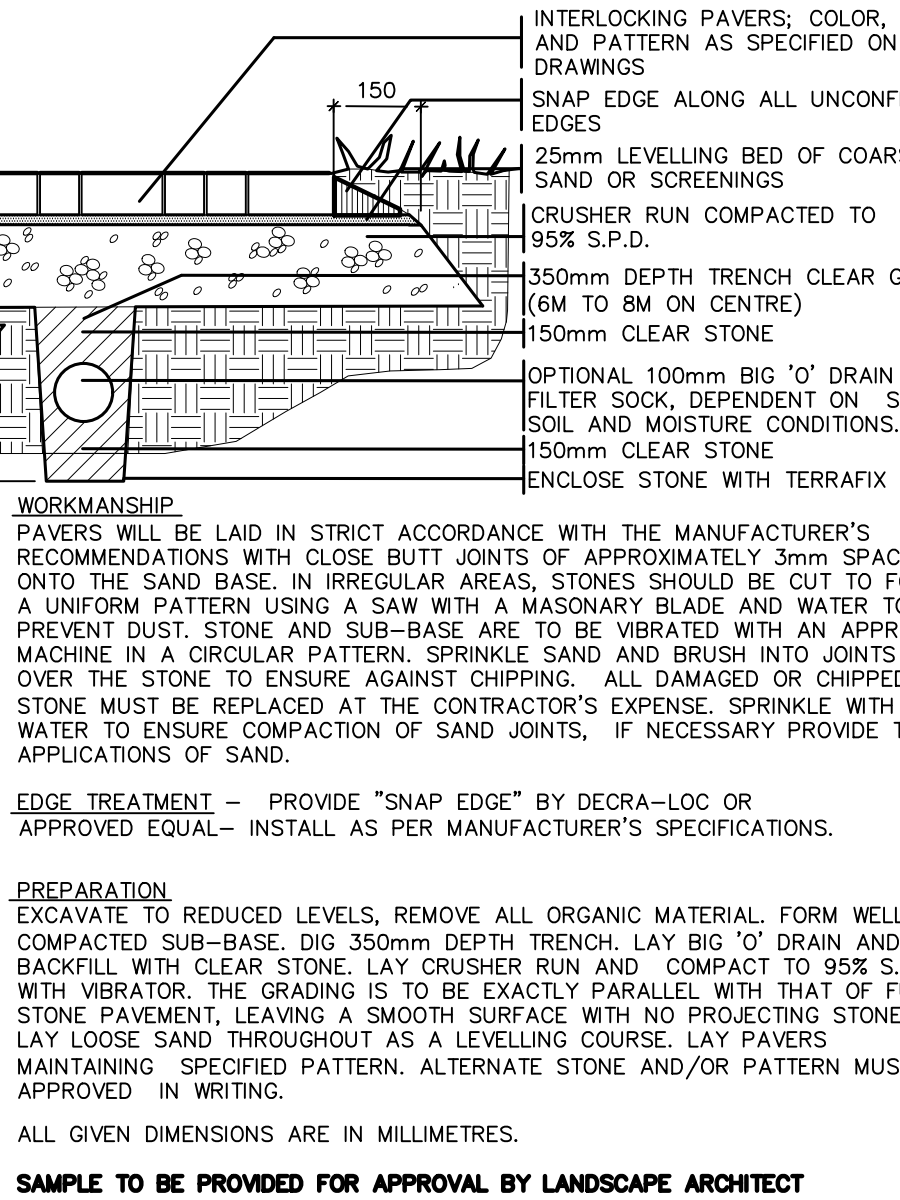 INTERLOCKING PAVERS; COLOR,
AND PATTERN AS SPECIFIED ON
DRAWINGS
150
SNAP EDGE ALONG ALL
EDGES
25mm LEVELLING BED OF
SAND OR SCREENINGS
CRUSHER RUN COMPACTED TO
95% S.P.D.
350mm DEPTH TRENCH CLEAR
(6M TO 8M ON CENTRE)
150mm CLEAR STONE
OPTIONAL 100mm BIG 'O' DRAIN
FILTER SOCK, DEPENDENT ON
SOIL AND MOISTURE CONDITIONS.
150mm CLEAR STONE
ENCLOSE STONE WITH TERRAFIX
WORKMANSHIP
PAVERS WILL BE LAID IN STRICT ACCORDANCE WITH THE MANUFACTURER'S
RECOMMENDATIONS WITH CLOSE BUTT JOINTS OF APPROXIMATELY 3mm
ONTO THE SAND BASE. IN IRREGULAR AREAS, STONES SHOULD BE CUT TO
A UNIFORM PATTERN USING A SAW WITH A MASONARY BLADE AND WATER TO
PREVENT DUST. STONE AND SUB-BASE ARE TO BE VIBRATED WITH AN
MACHINE IN A CIRCULAR PATTERN. SPRINKLE SAND AND BRUSH INTO JOINTS
OVER THE STONE TO ENSURE AGAINST CHIPPING. ALL DAMAGED OR CHIPPED
STONE MUST BE REPLACED AT THE CONTRACTOR'S EXPENSE. SPRINKLE WITH
WATER TO ENSURE COMPACTION OF SAND JOINTS, IF NECESSARY PROVIDE
APPLICATIONS OF SAND.
EDGE TREATMENT - PROVIDE "SNAP EDGE" BY DECRA-LOC OR
APPROVED EQUAL- INSTALL AS PER MANUFACTURER'S SPECIFICATIONS.
PREPARATION
EXCAVATE TO REDUCED LEVELS, REMOVE ALL ORGANIC MATERIAL. FORM WELL
COMPACTED SUB-BASE. DIG 350mm DEPTH TRENCH. LAY BIG 'O' DRAIN AND
BACKFILL WITH CLEAR STONE. LAY CRUSHER RUN AND COMPACT TO 95%
WITH VIBRATOR. THE GRADING IS TO BE EXACTLY PARALLEL WITH THAT OF
STONE PAVEMENT, LEAVING A SMOOTH SURFACE WITH NO PROJECTING STONE
LAY LOOSE SAND THROUGHOUT AS A LEVELLING COURSE. LAY PAVERS
MAINTAINING SPECIFIED PATTERN. ALTERNATE STONE AND/OR PATTERN
APPROVED IN WRITING.
ALL GIVEN DIMENSIONS ARE IN MILLIMETRES.
SAMPLE TO BE PROVIDED FOR APPROVAL BY LANDSCAPE ARCHITECT